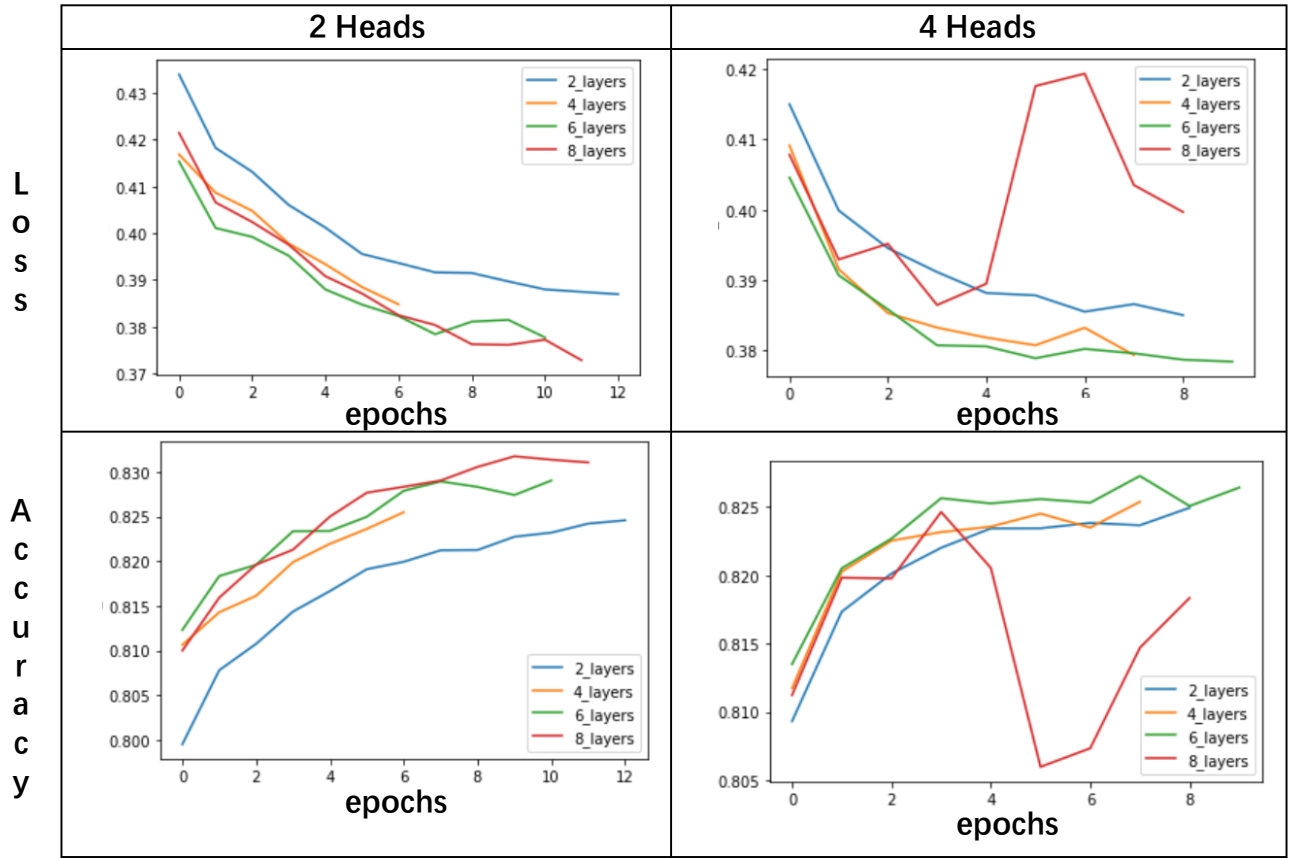 2 Heads
4 Heads
Loss
0.43
0.42
0.41
0.40
0.39
0.38
0.37
2_layers
4_layers
6_layers
8_layers
0 2 4 6 8 10 12
epochs
0.42
0.41
0.40
0.39
0.38
2_layers
4_layers
6_layers
8_layers
0 2 4 6 8
epochs
Accuracy
0.830
0.825
0.820
0.815
0.810
0.805
0.800
2_layers
4_layers
6_layers
8_layers
0 2 4 6 8 10 12
epochs
0.825
0.820
0.815
0.810
0.805
2_layers
4_layers
6_layers
8_layers
0 2 4 6 8
epochs